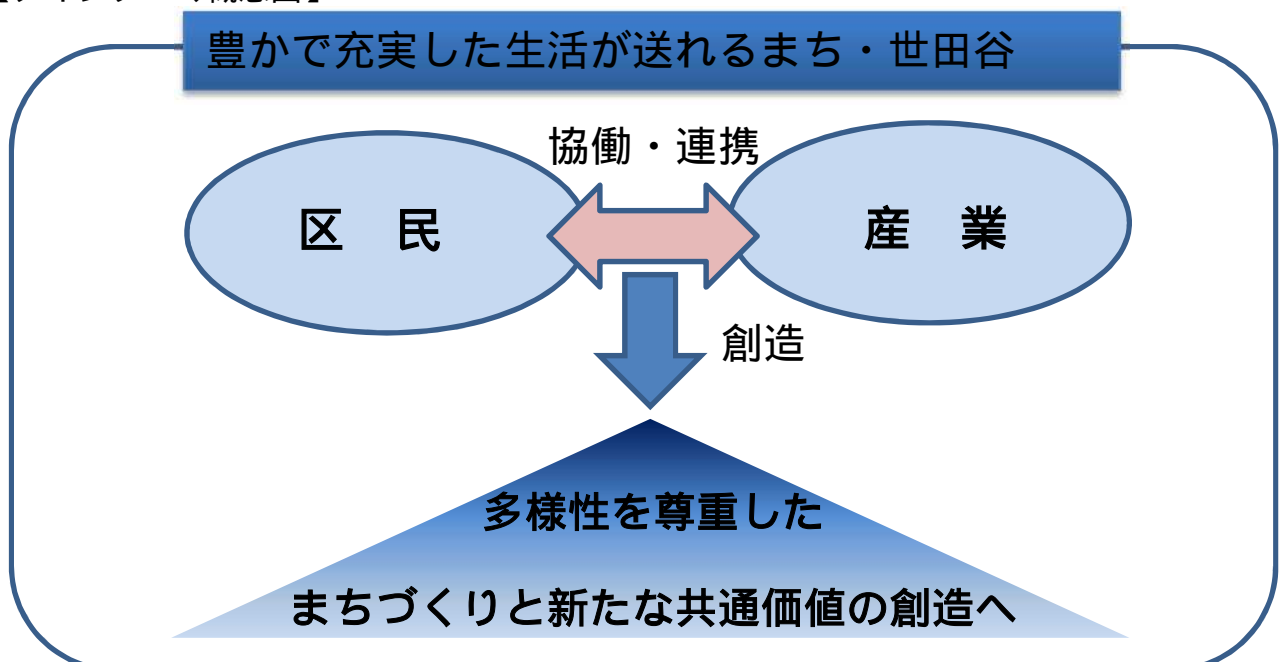 豊かで充実した生活が送れるまち・世田谷
協働・連携
区　民
産　業
創造
多様性を尊重した
まちづくりと新たな共通価値の創造へ